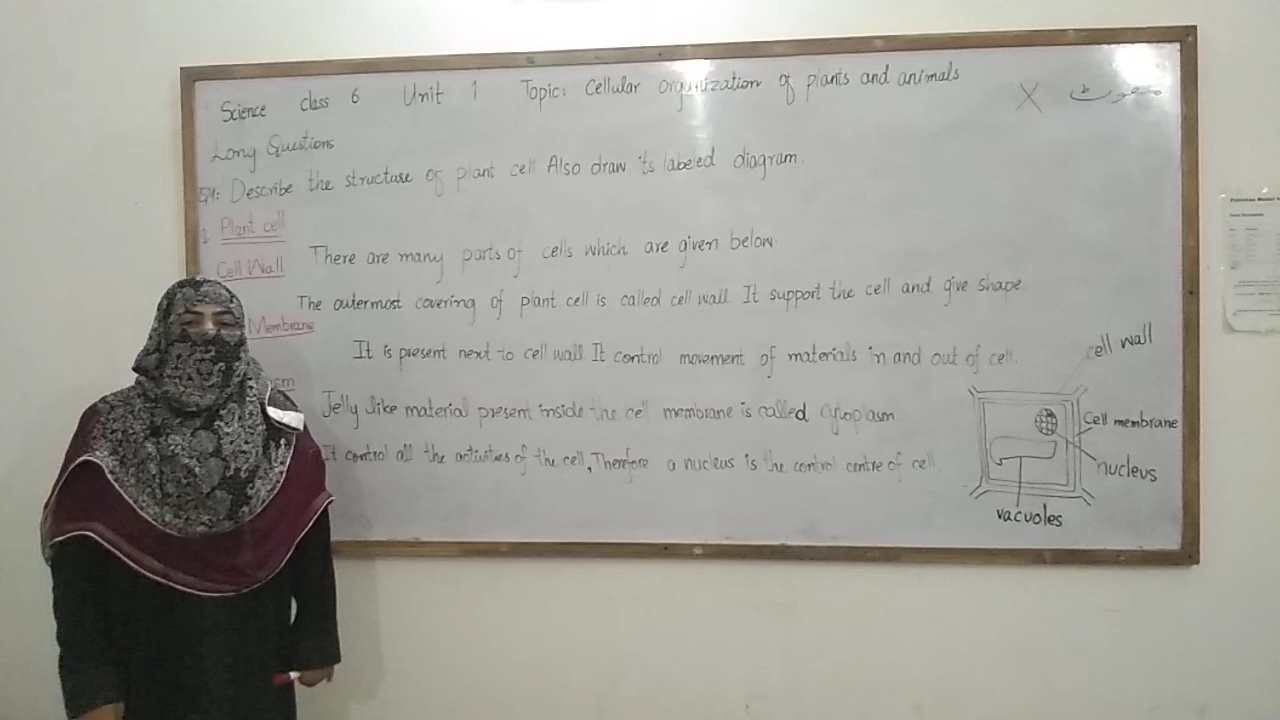 Science class 6 Unit 1 Topic: Cellular organization of plants and animals
X
Long Questions
Describe the structure of plant cell Also draw its labeled diagram.
1. Plant cell
There are many parts of cells which are given below.
Cell Wall
The outermost covering of plant cell is called cell wall. It support the cell and give shape.
Membrane
It is present next to cell wall. It control movement of materials in and out of cell.
sm
Jelly like material present inside the cell membrane is called Cytoplasm
It control all the activities of the cell, Therefore a nucleus is the control centre of cell
cell wall
Cell membrane
nucleus
vacuoles